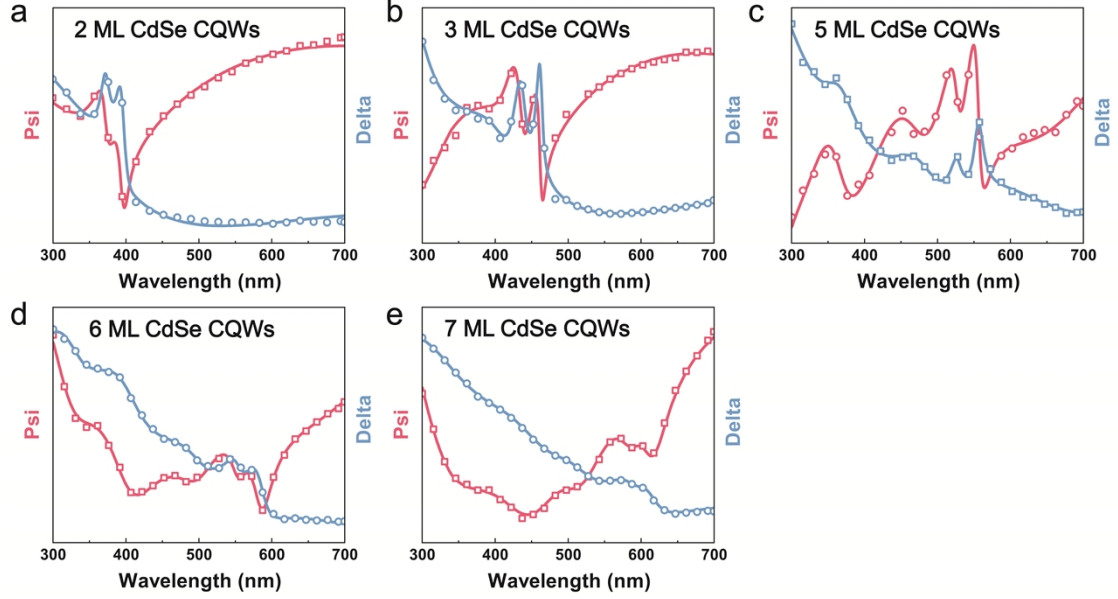 a
2 ML CdSe CQWs
Psi
Delta
300 400 500 600 700
Wavelength (nm)
b
3 ML CdSe CQWs
Psi
Delta
300 400 500 600 700
Wavelength (nm)
c
5 ML CdSe CQWs
Psi
Delta
300 400 500 600 700
Wavelength (nm)
d
6 ML CdSe CQWs
Psi
Delta
300 400 500 600 700
Wavelength (nm)
e
7 ML CdSe CQWs
Psi
Delta
300 400 500 600 700
Wavelength (nm)